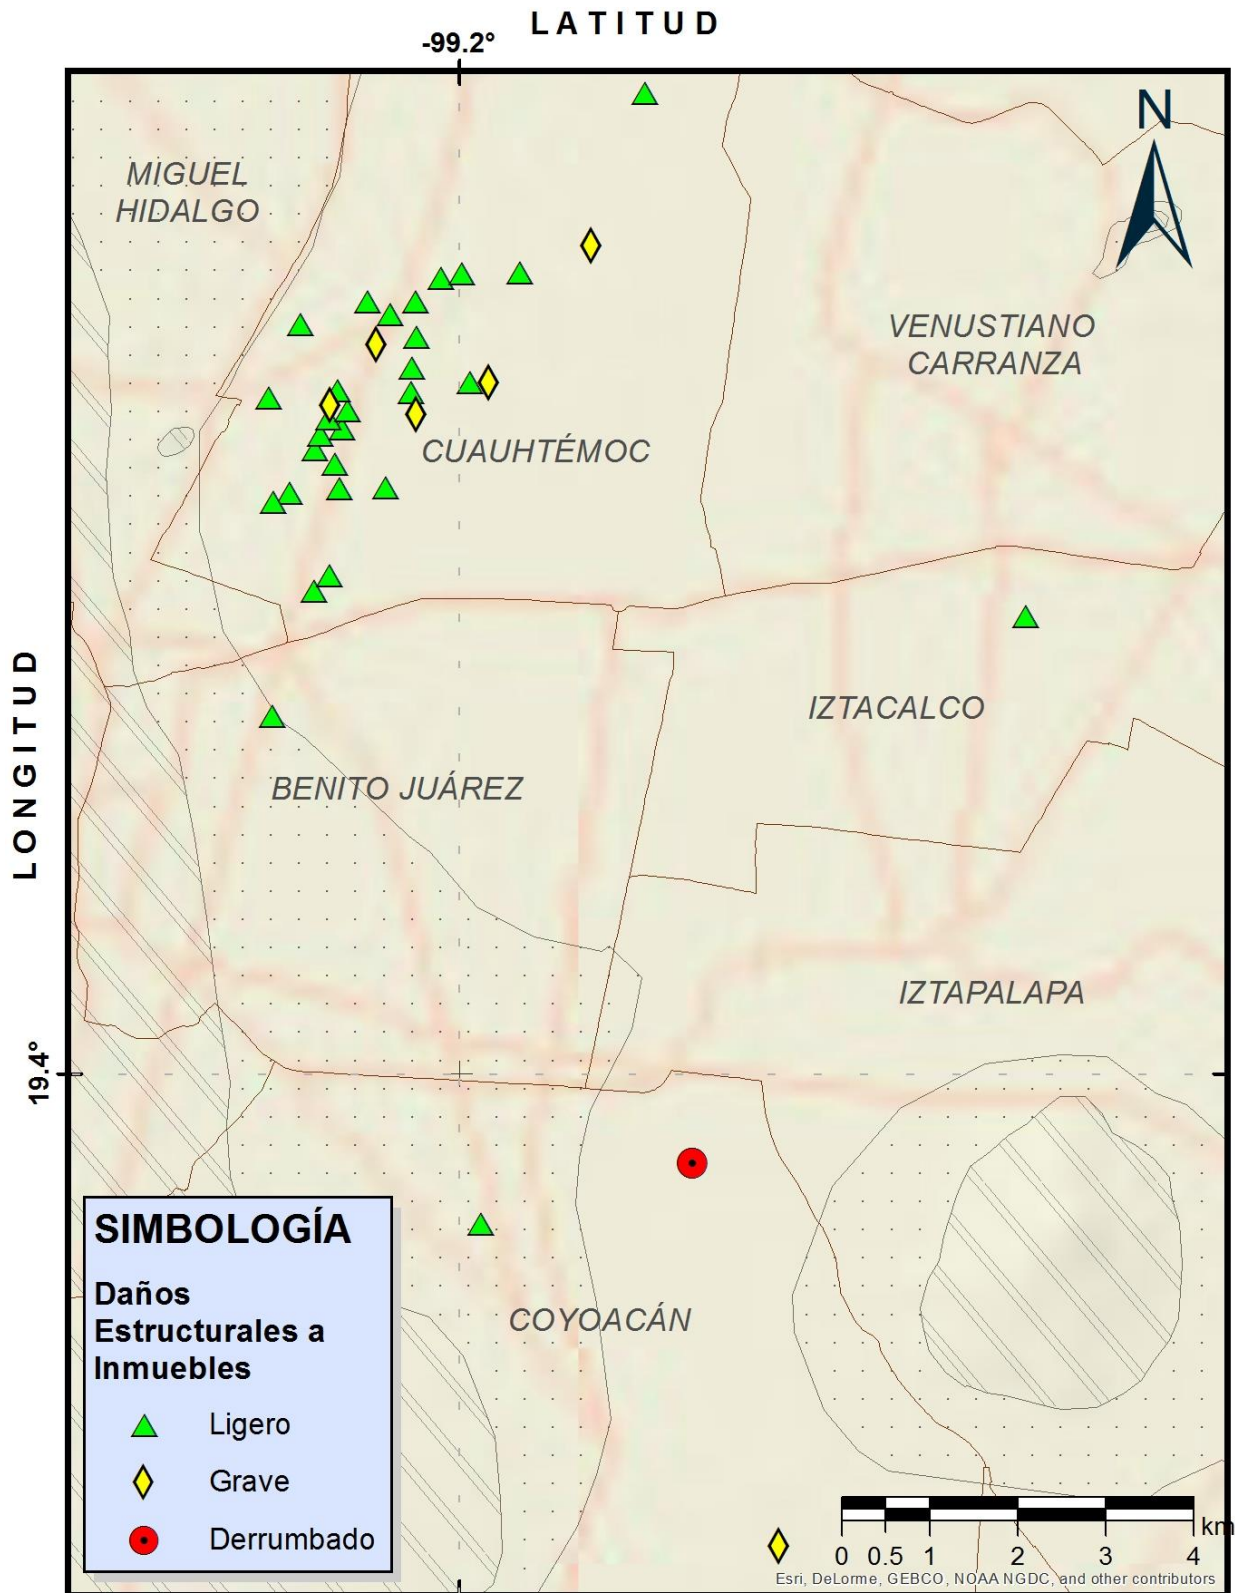 LATITUD
-99.2°
N
MIGUEL
HIDALGO
VENUSTIANO
CARRANZA
CUAUHTÉMOC
LONGITUD
IZTACALCO
BENITO JUÁREZ
IZTAPALAPA
19.4°
COYOACÁN
SIMBOLOGÍA
Daños
Estructurales a
Inmuebles
Ligero
Grave
Derrumbado
km
0 0.5 1 2 3 4
Esri, DeLorme, GEBCO, NOAA NGDC, and other contributors